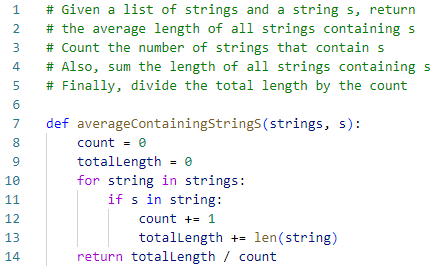 1 # Given a list of strings and a string s, return
2 # the average length of all strings containing s
3 # Count the number of strings that contain s
4 # Also, sum the length of all strings containing s
5 # Finally, divide the total length by the count
6
7 def averageContainingStringS(strings, s):
8     count = 0
9     totalLength = 0
10     for string in strings:
11         if s in string:
12             count += 1
13             totalLength += len(string)
14     return totalLength / count